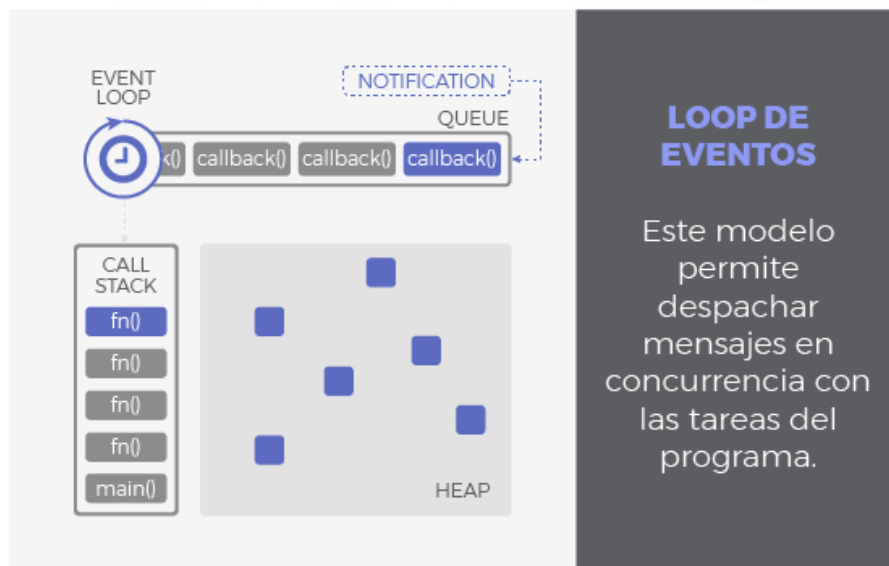 EVENT
LOOP
NOTIFICATION
QUEUE
k()
callback()
callback()
callback()
CALL
STACK
fn()
fn()
fn()
fn()
main()
HEAP
LOOP DE
EVENTOS
Este modelo
permite
despachar
mensajes en
concurrencia con
las tareas del
programa.